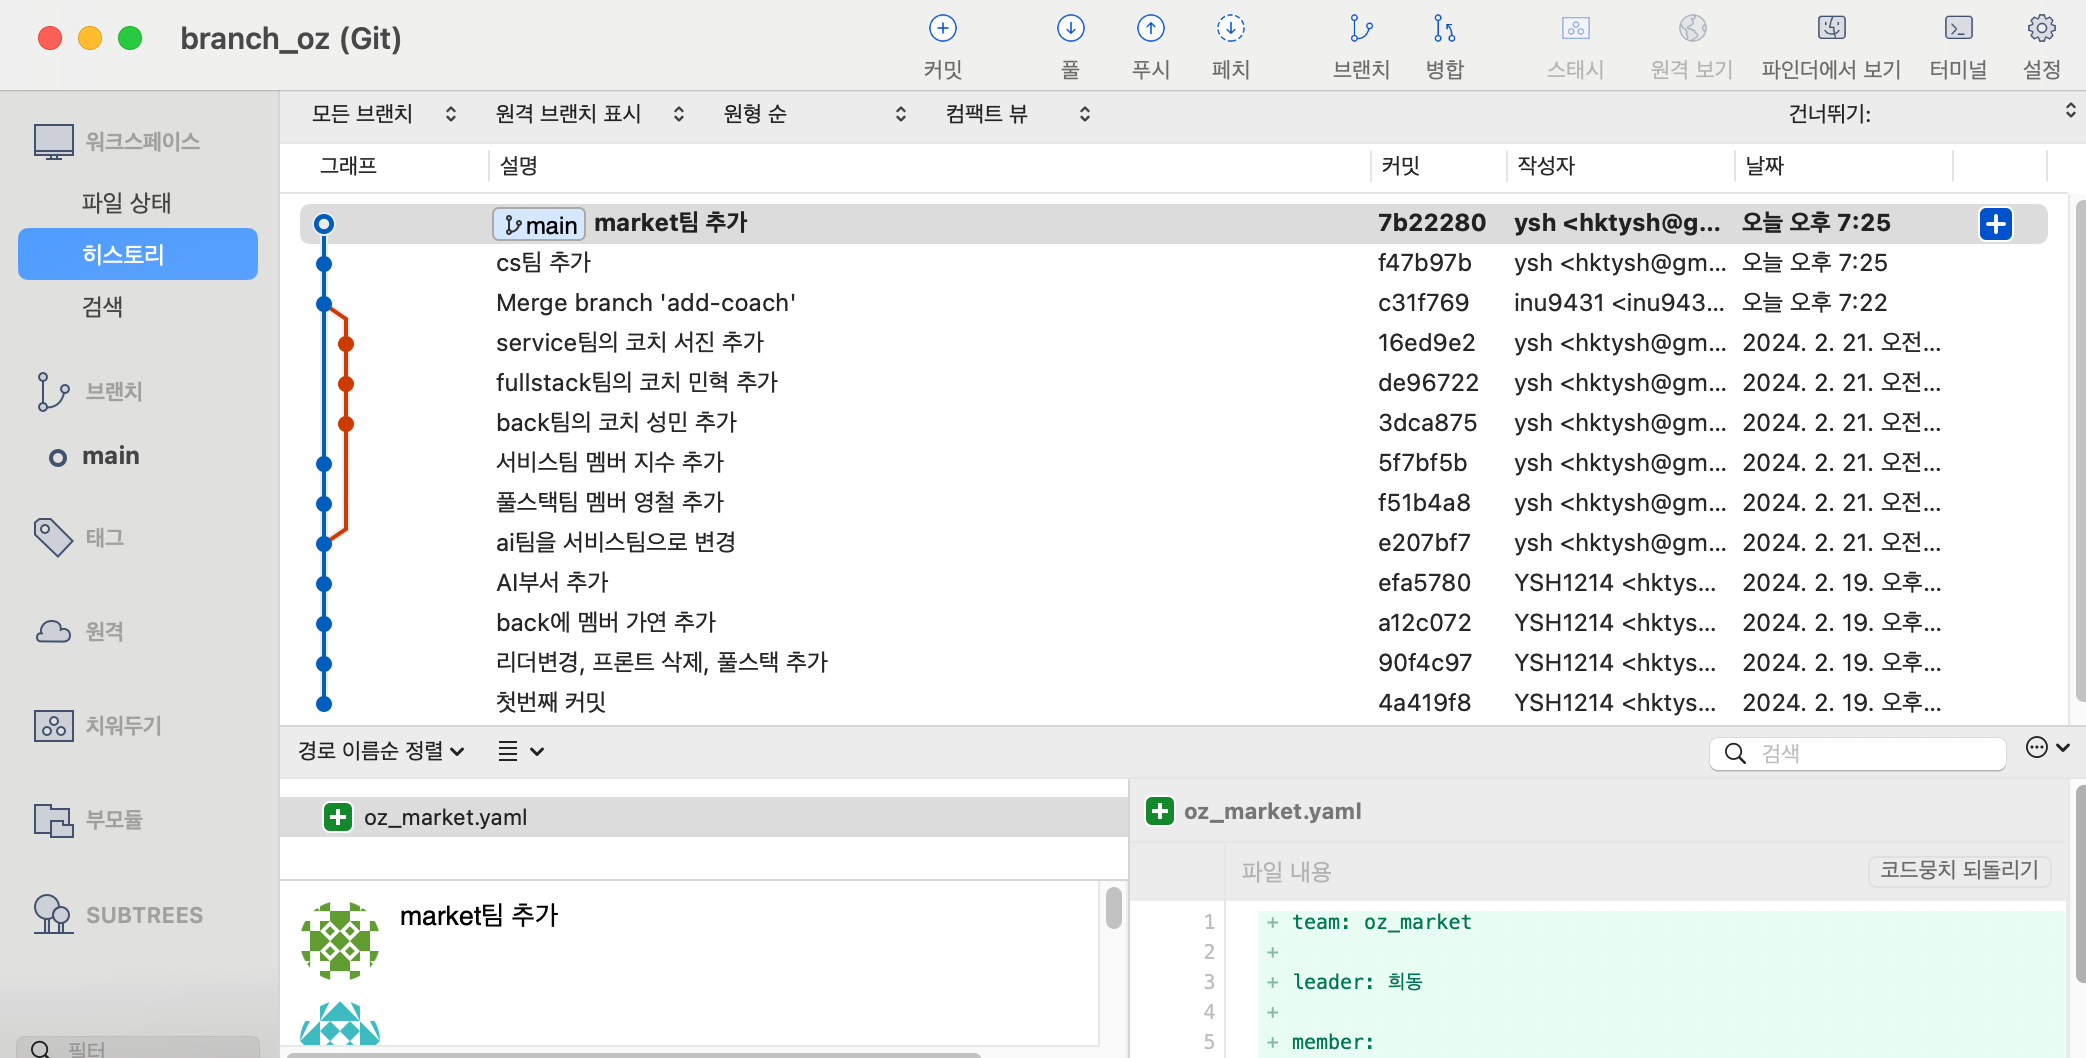 branch_oz (Git)
커밋
풀
푸시
페치
브랜치
병합
스태시
원격 보기
파인더에서 보기
터미널
설정
워크스페이스
파일 상태
히스토리
검색
브랜치
main
태그
원격
치워두기
부모듈
SUBTREES
필터
모든 브랜치 원격 브랜치 표시 원형 순 컴팩트 뷰 건너뛰기:
그래프 설명 커밋 작성자 날짜
main market팀 추가 7b22280 ysh <hktysh@g... 오늘 오후 7:25
cs팀 추가 f47b97b ysh <hktysh@gm... 오늘 오후 7:25
Merge branch 'add-coach' c31f769 inu9431 <inu943... 오늘 오후 7:22
service팀의 코치 서진 추가 16ed9e2 ysh <hktysh@gm... 2024. 2. 21. 오전...
fullstack팀의 코치 민혁 추가 de96722 ysh <hktysh@gm... 2024. 2. 21. 오전...
back팀의 코치 성민 추가 3dca875 ysh <hktysh@gm... 2024. 2. 21. 오전...
서비스팀 멤버 지수 추가 5f7bf5b ysh <hktysh@gm... 2024. 2. 21. 오전...
풀스택팀 멤버 영철 추가 f51b4a8 ysh <hktysh@gm... 2024. 2. 21. 오전...
ai팀을 서비스팀으로 변경 e207bf7 ysh <hktysh@gm... 2024. 2. 21. 오전...
AI부서 추가 efa5780 YSH1214 <hktys... 2024. 2. 19. 오후...
back에 멤버 가연 추가 a12c072 YSH1214 <hktys... 2024. 2. 19. 오후...
리더변경, 프론트 삭제, 풀스택 추가 90f4c97 YSH1214 <hktys... 2024. 2. 19. 오후...
첫번째 커밋 4a419f8 YSH1214 <hktys... 2024. 2. 19. 오후...
경로 이름순 정렬
검색
oz_market.yaml
market팀 추가
oz_market.yaml
파일 내용 코드뭉치 되돌리기
1 + team: oz_market
2 +
3 + leader: 희동
4 +
5 + member: